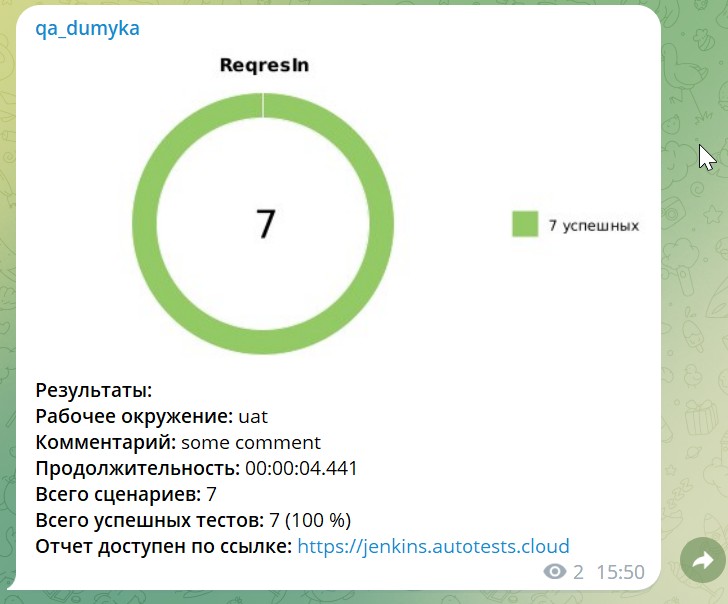 qa_dumyka
ReqresIn
7
7 успешных
Результаты:
Рабочее окружение: uat
Комментарий: some comment
Продолжительность: 00:00:04.441
Всего сценариев: 7
Всего успешных тестов: 7 (100 %)
Отчет доступен по ссылке: https://jenkins.autotests.cloud
2 15:50